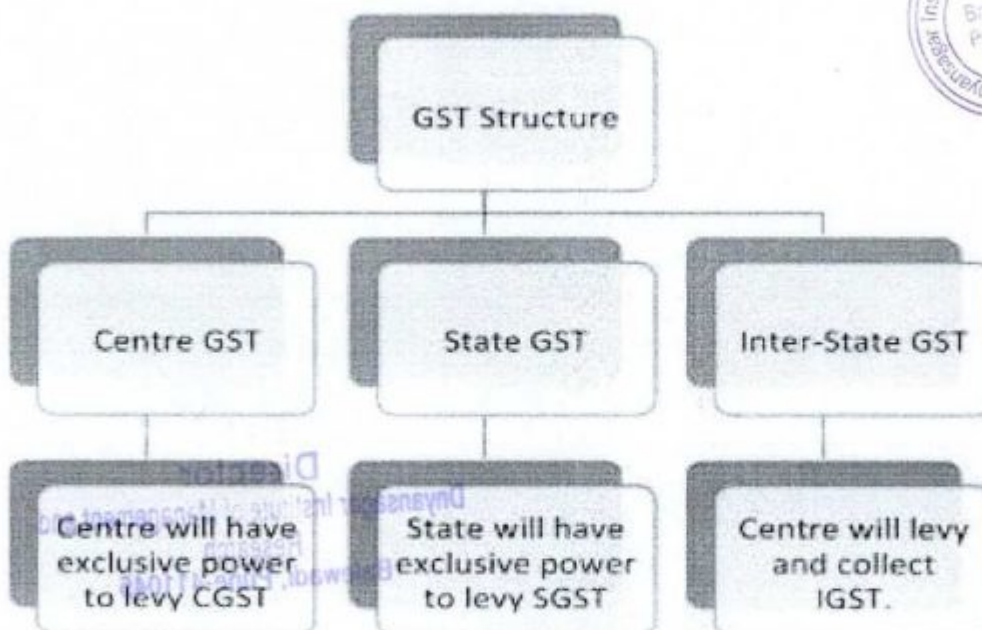 GST Structure
Centre GST
State GST
Inter-State GST
Centre will have
exclusive power
to levy CGST
State will have
exclusive power
to levy SGST
Centre will levy
and collect
IGST.
Director
Dnyansagar Institute of Management and
Research
Balewadi, Pune-411045